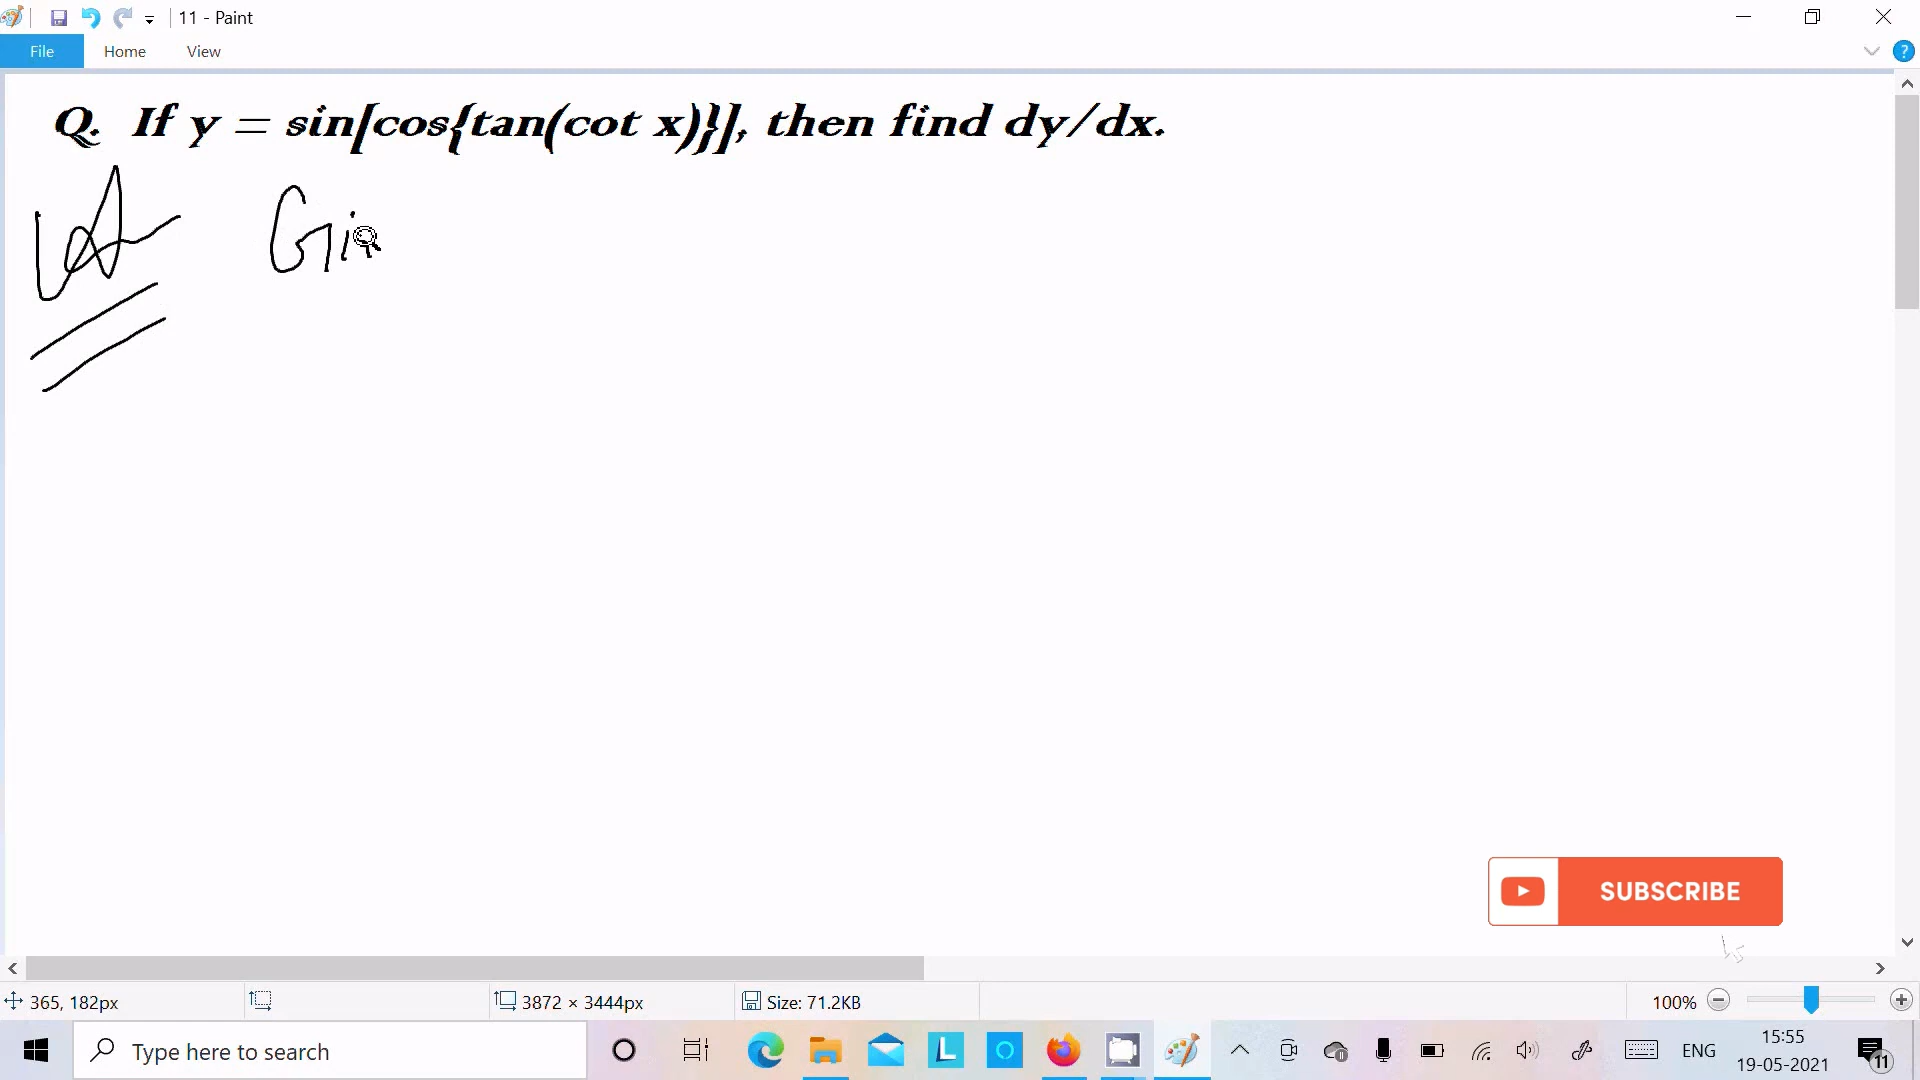 11 - Paint
File Home View
Q. If y = sin[cos{tan(cot x)}], then find dy/dx.
Gi
SUBSCRIBE
365, 182px 3872 × 3444px Size: 71.2KB 100%
Type here to search
ENG
15:55
19-05-2021
11